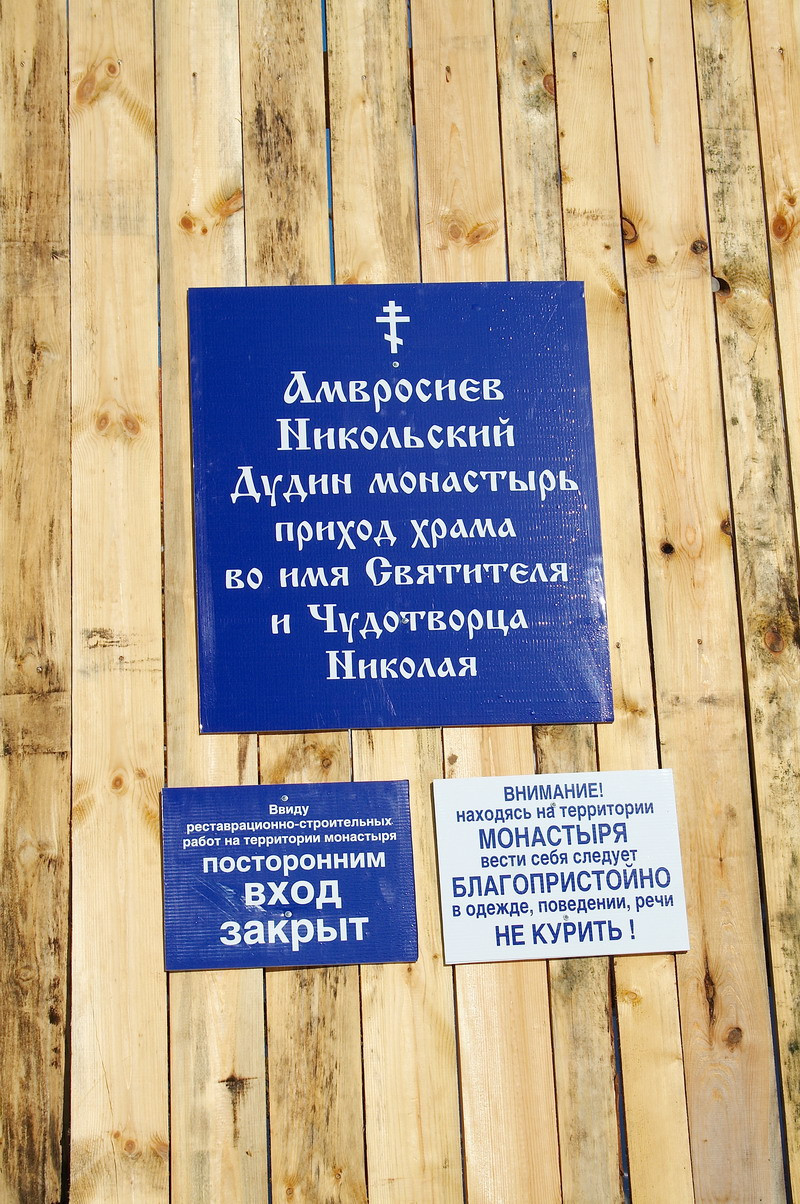 Амвросиев
Никольский
Дудин монастырь
приход храма
во имя Святителя
и Чудотворца
Николая
Ввиду
реставрационно-строительных
работ на территории монастыря
посторонним
вход
закрыт
ВНИМАНИЕ!
находясь на территории
МОНАСТЫРЯ
вести себя следует
БЛАГОПРИСТОЙНО
в одежде, поведении, речи
НЕ КУРИТЬ !